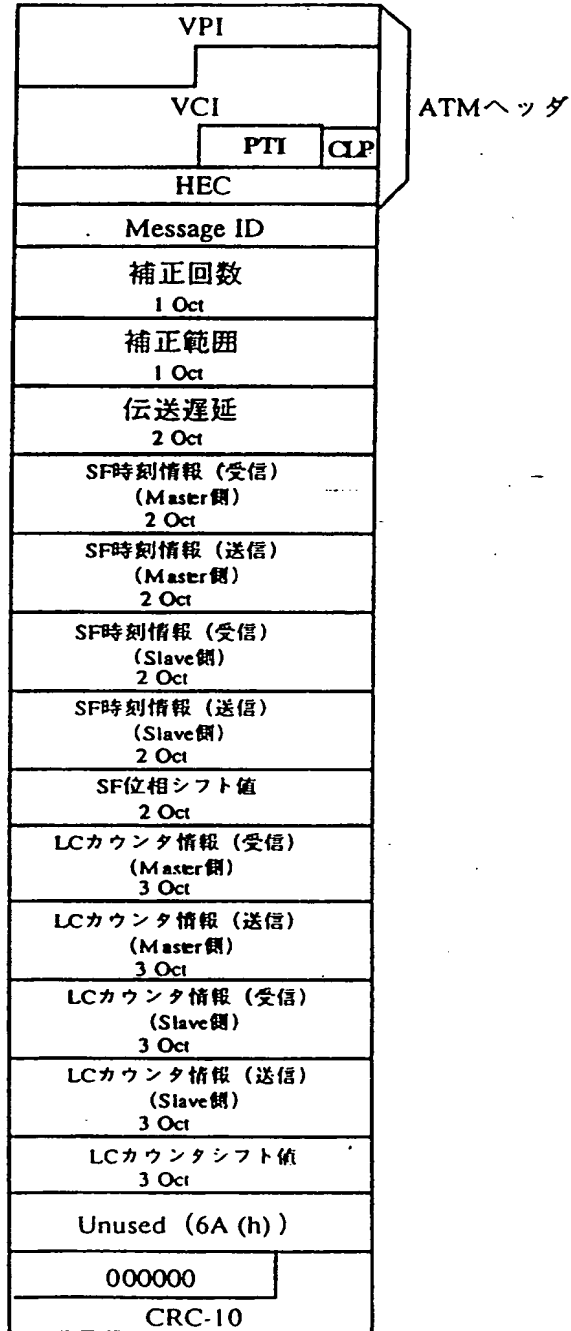 VPI
VCI
ATMヘッダ
PTI
CLP
HEC
Message ID
補正回数
1 Oct
補正範囲
1 Oct
伝送遅延
2 Oct
SF時刻情報（受信）
（Master側）
2 Oct
SF時刻情報（送信）
（Master側）
2 Oct
SF時刻情報（受信）
（Slave側）
2 Oct
SF時刻情報（送信）
（Slave側）
2 Oct
SF位相シフト値
2 Oct
LCカウンタ情報（受信）
（Master側）
3 Oct
LCカウンタ情報（送信）
（Master側）
3 Oct
LCカウンタ情報（受信）
（Slave側）
3 Oct
LCカウンタ情報（送信）
（Slave側）
3 Oct
LCカウンタシフト値
3 Oct
Unused（6A (h)）
000000
CRC-10